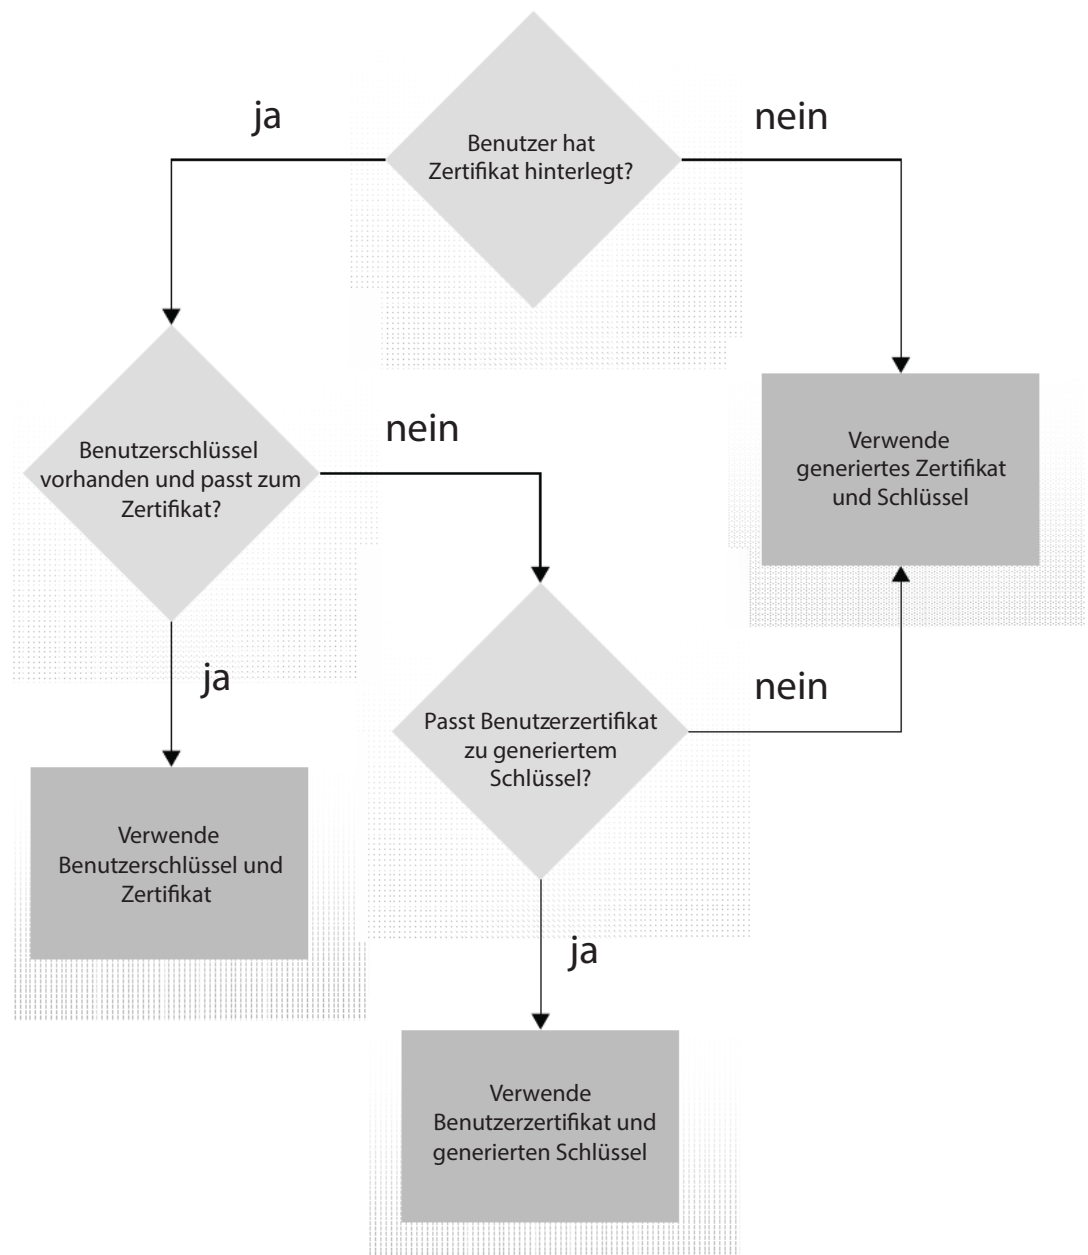 ja
nein
Benutzer hat
Zertifikat hinterlegt?
nein
Benutzerschlüssel
vorhanden und passt zum
Zertifikat?
Verwende
generiertes Zertifikat
und Schlüssel
ja
nein
Passt Benutzerzertifikat
zu generiertem
Schlüssel?
Verwende
Benutzerschlüssel und
Zertifikat
ja
Verwende
Benutzerzertifikat und
generierten Schlüssel